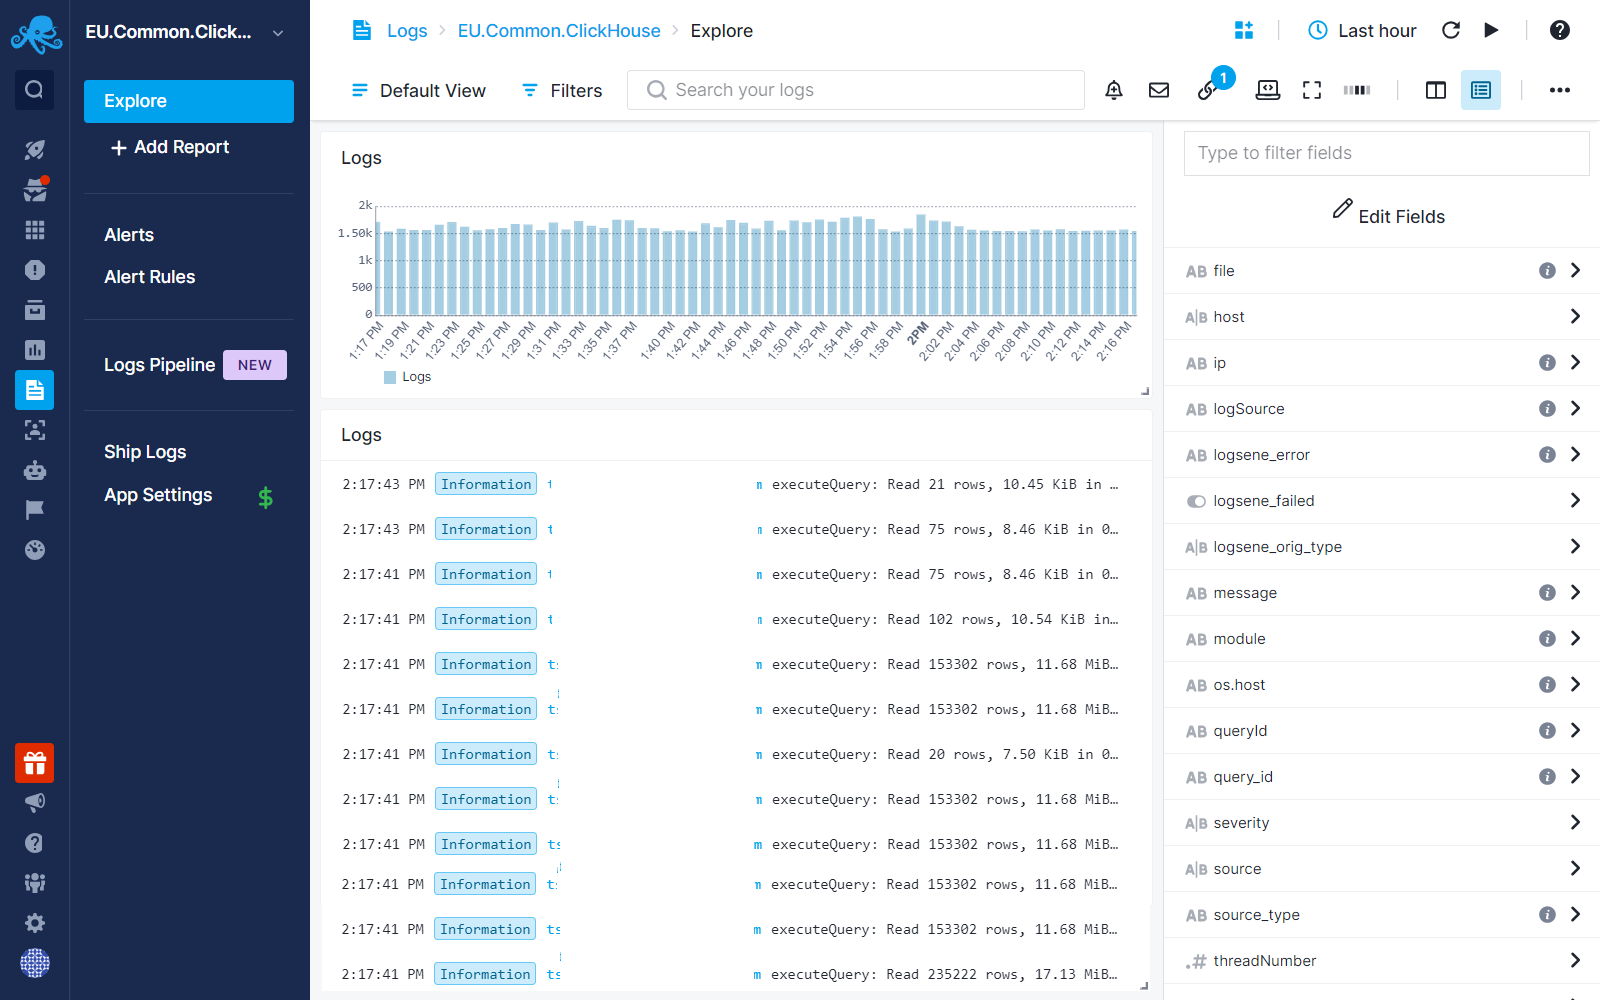 EU.Common.Click...
Explore
+ Add Report
Alerts
Alert Rules
Logs Pipeline NEW
Ship Logs
App Settings $
Logs > EU.Common.ClickHouse > Explore
Last hour
Default View
Filters
Search your logs
1
Logs
2k
1.50k
1k
500
0
1:17 PM 1:19 PM 1:21 PM 1:23 PM 1:25 PM 1:27 PM 1:29 PM 1:31 PM 1:33 PM 1:35 PM 1:37 PM 1:40 PM 1:42 PM 1:44 PM 1:46 PM 1:48 PM 1:50 PM 1:52 PM 1:54 PM 1:56 PM 1:58 PM 2PM 2:02 PM 2:04 PM 2:06 PM 2:08 PM 2:10 PM 2:12 PM 2:14 PM 2:16 PM
Logs
Logs
2:17:43 PM Information executeQuery: Read 21 rows, 10.45 KiB in …
2:17:43 PM Information executeQuery: Read 75 rows, 8.46 KiB in 0…
2:17:41 PM Information executeQuery: Read 75 rows, 8.46 KiB in 0…
2:17:41 PM Information executeQuery: Read 102 rows, 10.54 KiB in…
2:17:41 PM Information executeQuery: Read 153302 rows, 11.68 MiB…
2:17:41 PM Information executeQuery: Read 153302 rows, 11.68 MiB…
2:17:41 PM Information executeQuery: Read 20 rows, 7.50 KiB in 0…
2:17:41 PM Information executeQuery: Read 153302 rows, 11.68 MiB…
2:17:41 PM Information executeQuery: Read 153302 rows, 11.68 MiB…
2:17:41 PM Information executeQuery: Read 153302 rows, 11.68 MiB…
2:17:41 PM Information executeQuery: Read 153302 rows, 11.68 MiB…
2:17:41 PM Information executeQuery: Read 235222 rows, 17.13 MiB…
Type to filter fields
Edit Fields
AB file
A|B host
AB ip
AB logSource
AB logsene_error
logsene_failed
A|B logsene_orig_type
AB message
AB module
AB os.host
AB queryId
AB query_id
A|B severity
A|B source
AB source_type
.# threadNumber